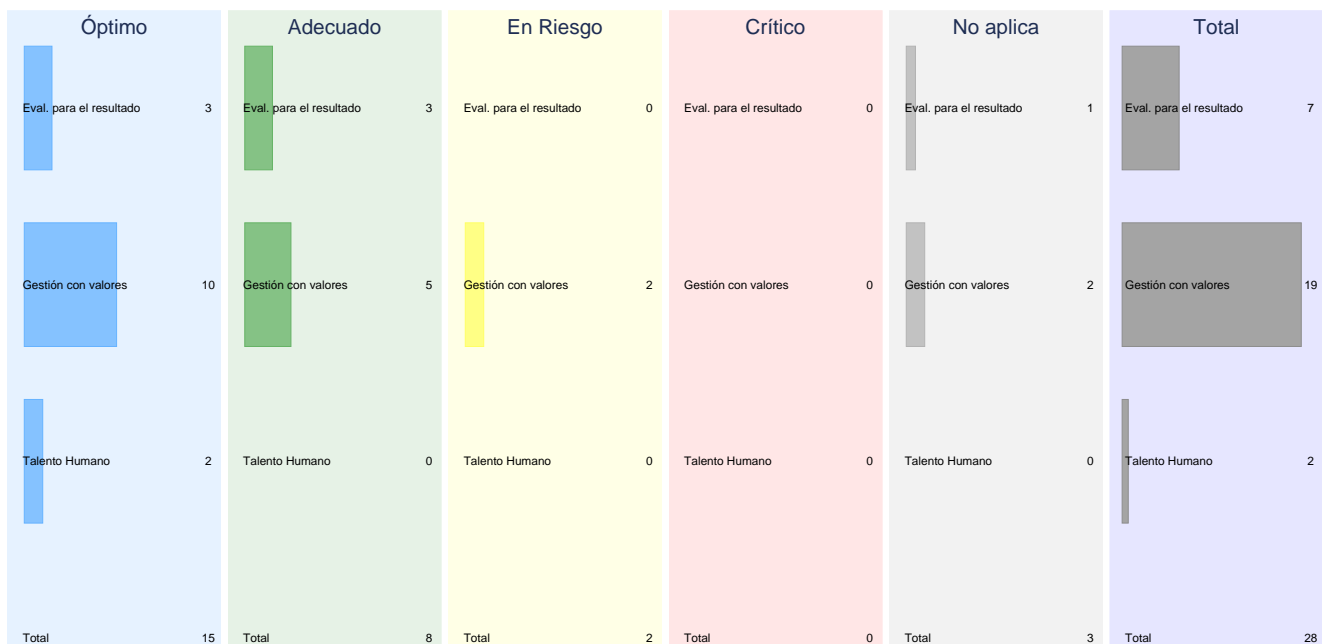 Óptimo Adecuado En Riesgo Crítico No aplica Total
Eval. para el resultado 3 Eval. para el resultado 3 Eval. para el resultado 0 Eval. para el resultado 0 Eval. para el resultado 1 Eval. para el resultado 7
Gestión con valores 10 Gestión con valores 5 Gestión con valores 2 Gestión con valores 0 Gestión con valores 2 Gestión con valores 19
Talento Humano 2 Talento Humano 0 Talento Humano 0 Talento Humano 0 Talento Humano 0 Talento Humano 2
Total 15 Total 8 Total 2 Total 0 Total 3 Total 28